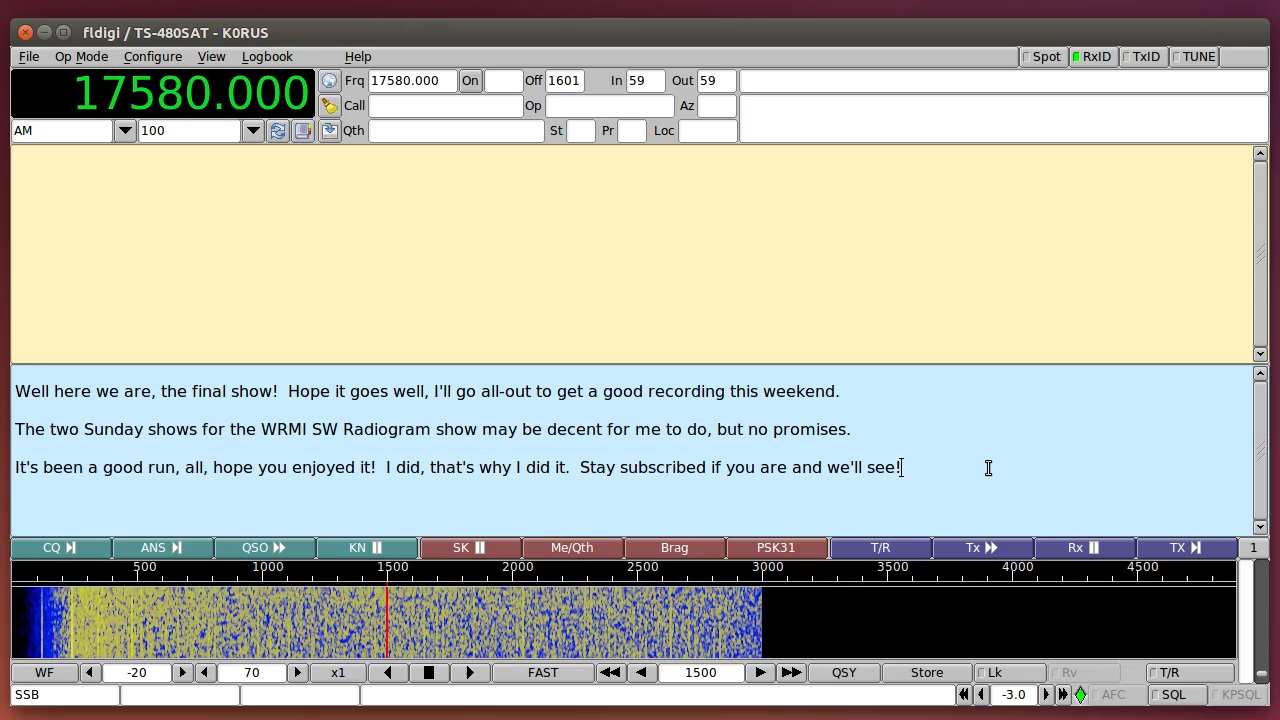 fldigi / TS-480SAT - K0RUS
File Op Mode Configure View Logbook Help Spot RxID TxID TUNE
17580.000 Frq 17580.000 On Off 1601 In 59 Out 59
Call Op Az
AM 100 Qth St Pr Loc
Well here we are, the final show!  Hope it goes well, I'll go all-out to get a good recording this weekend.
The two Sunday shows for the WRMI SW Radiogram show may be decent for me to do, but no promises.
It's been a good run, all, hope you enjoyed it!  I did, that's why I did it.  Stay subscribed if you are and we'll see!
CQ ANS QSO KN SK Me/Qth Brag PSK31 T/R Tx Rx TX 1
500 1000 1500 2000 2500 3000 3500 4000 4500
WF -20 70 x1 FAST 1500 QSY Store Lk Rv T/R
SSB -3.0 AFC SQL KPSQL